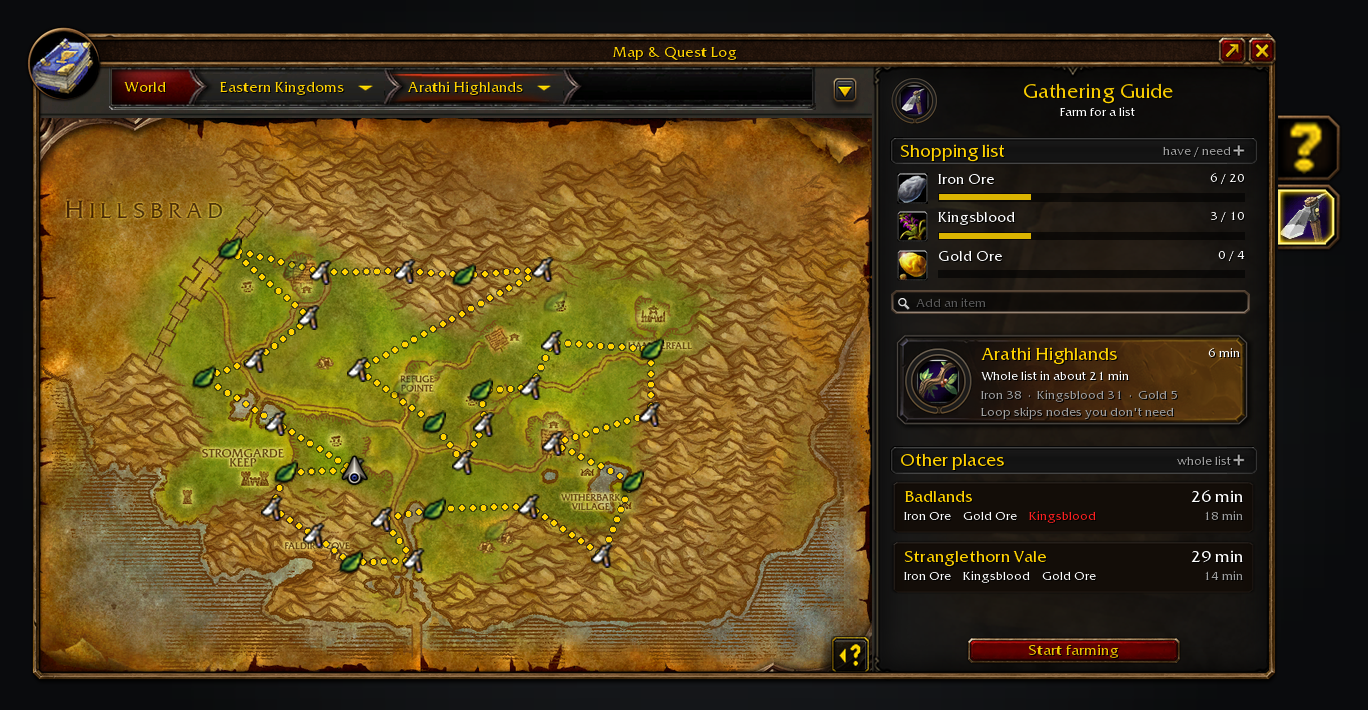 Map & Quest Log
World
Eastern Kingdoms
Arathi Highlands
HILLSBRAD
REFUGE
POINTE
STROMGARDE
KEEP
WITHERBARK
VILLAGE
Gathering Guide
Farm for a list
Shopping list have / need +
Iron Ore 6 / 20
Kingsblood 3 / 10
Gold Ore 0 / 4
Add an item
Arathi Highlands 6 min
Whole list in about 21 min
Iron 38 · Kingsblood 31 · Gold 5
Loop skips nodes you don't need
Other places whole list +
Badlands 26 min
Iron Ore Gold Ore Kingsblood 18 min
Stranglethorn Vale 29 min
Iron Ore Kingsblood Gold Ore 14 min
Start farming
?
?